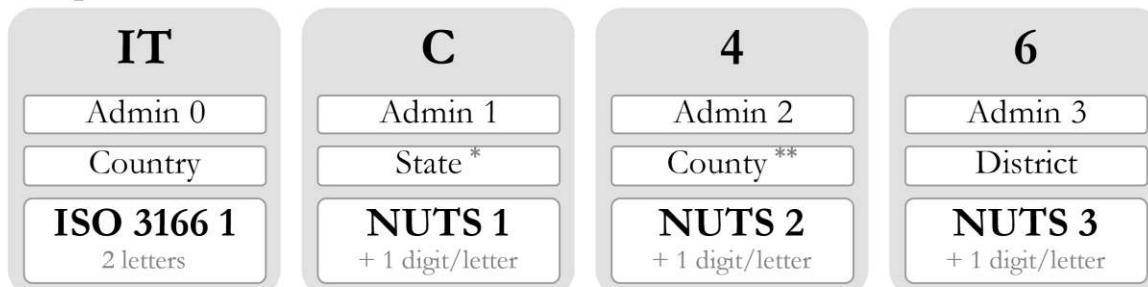 IT C 4 6
Admin 0 Admin 1 Admin 2 Admin 3
Country State * County ** District
ISO 3166 1 NUTS 1 NUTS 2 NUTS 3
2 letters + 1 digit/letter + 1 digit/letter + 1 digit/letter